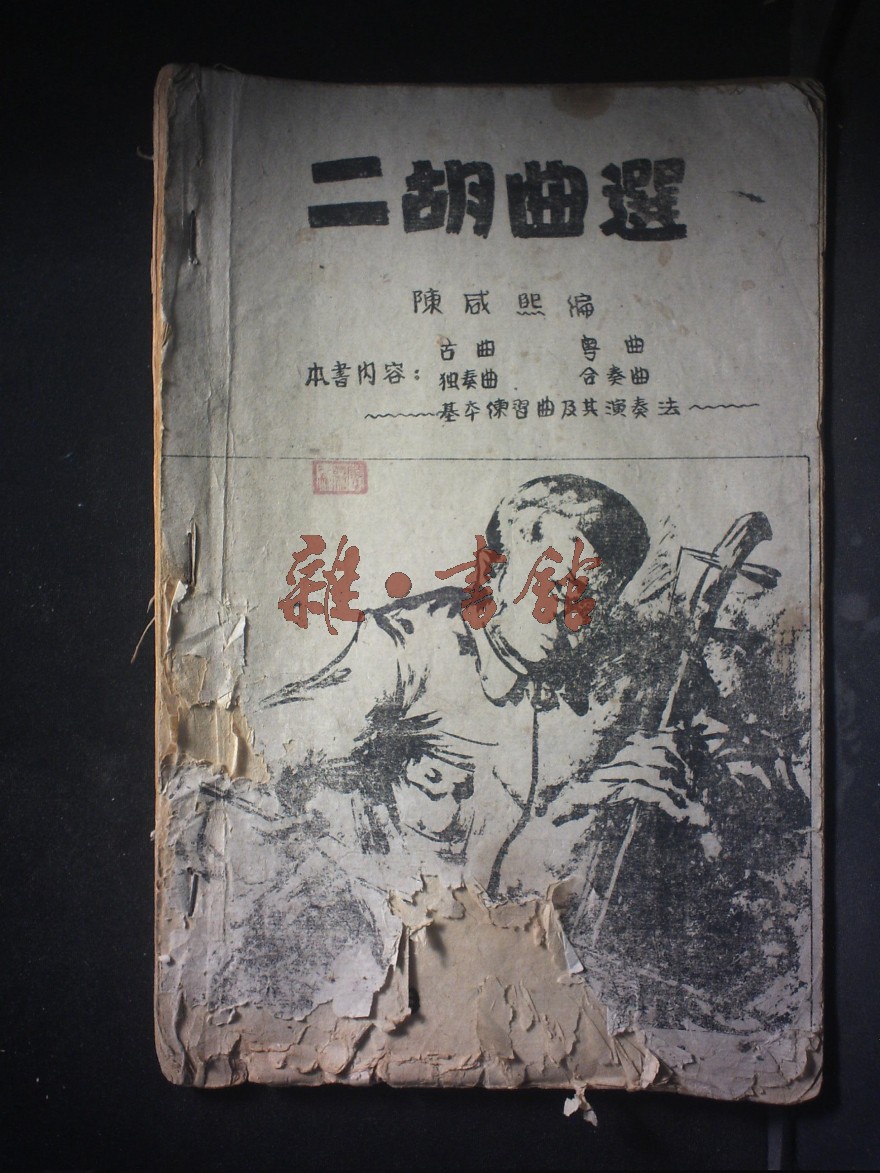 二胡曲選
陳咸熙編
古曲 粤曲
本書内容：独奏曲 合奏曲
基本練習曲及其演奏法
雜·書館